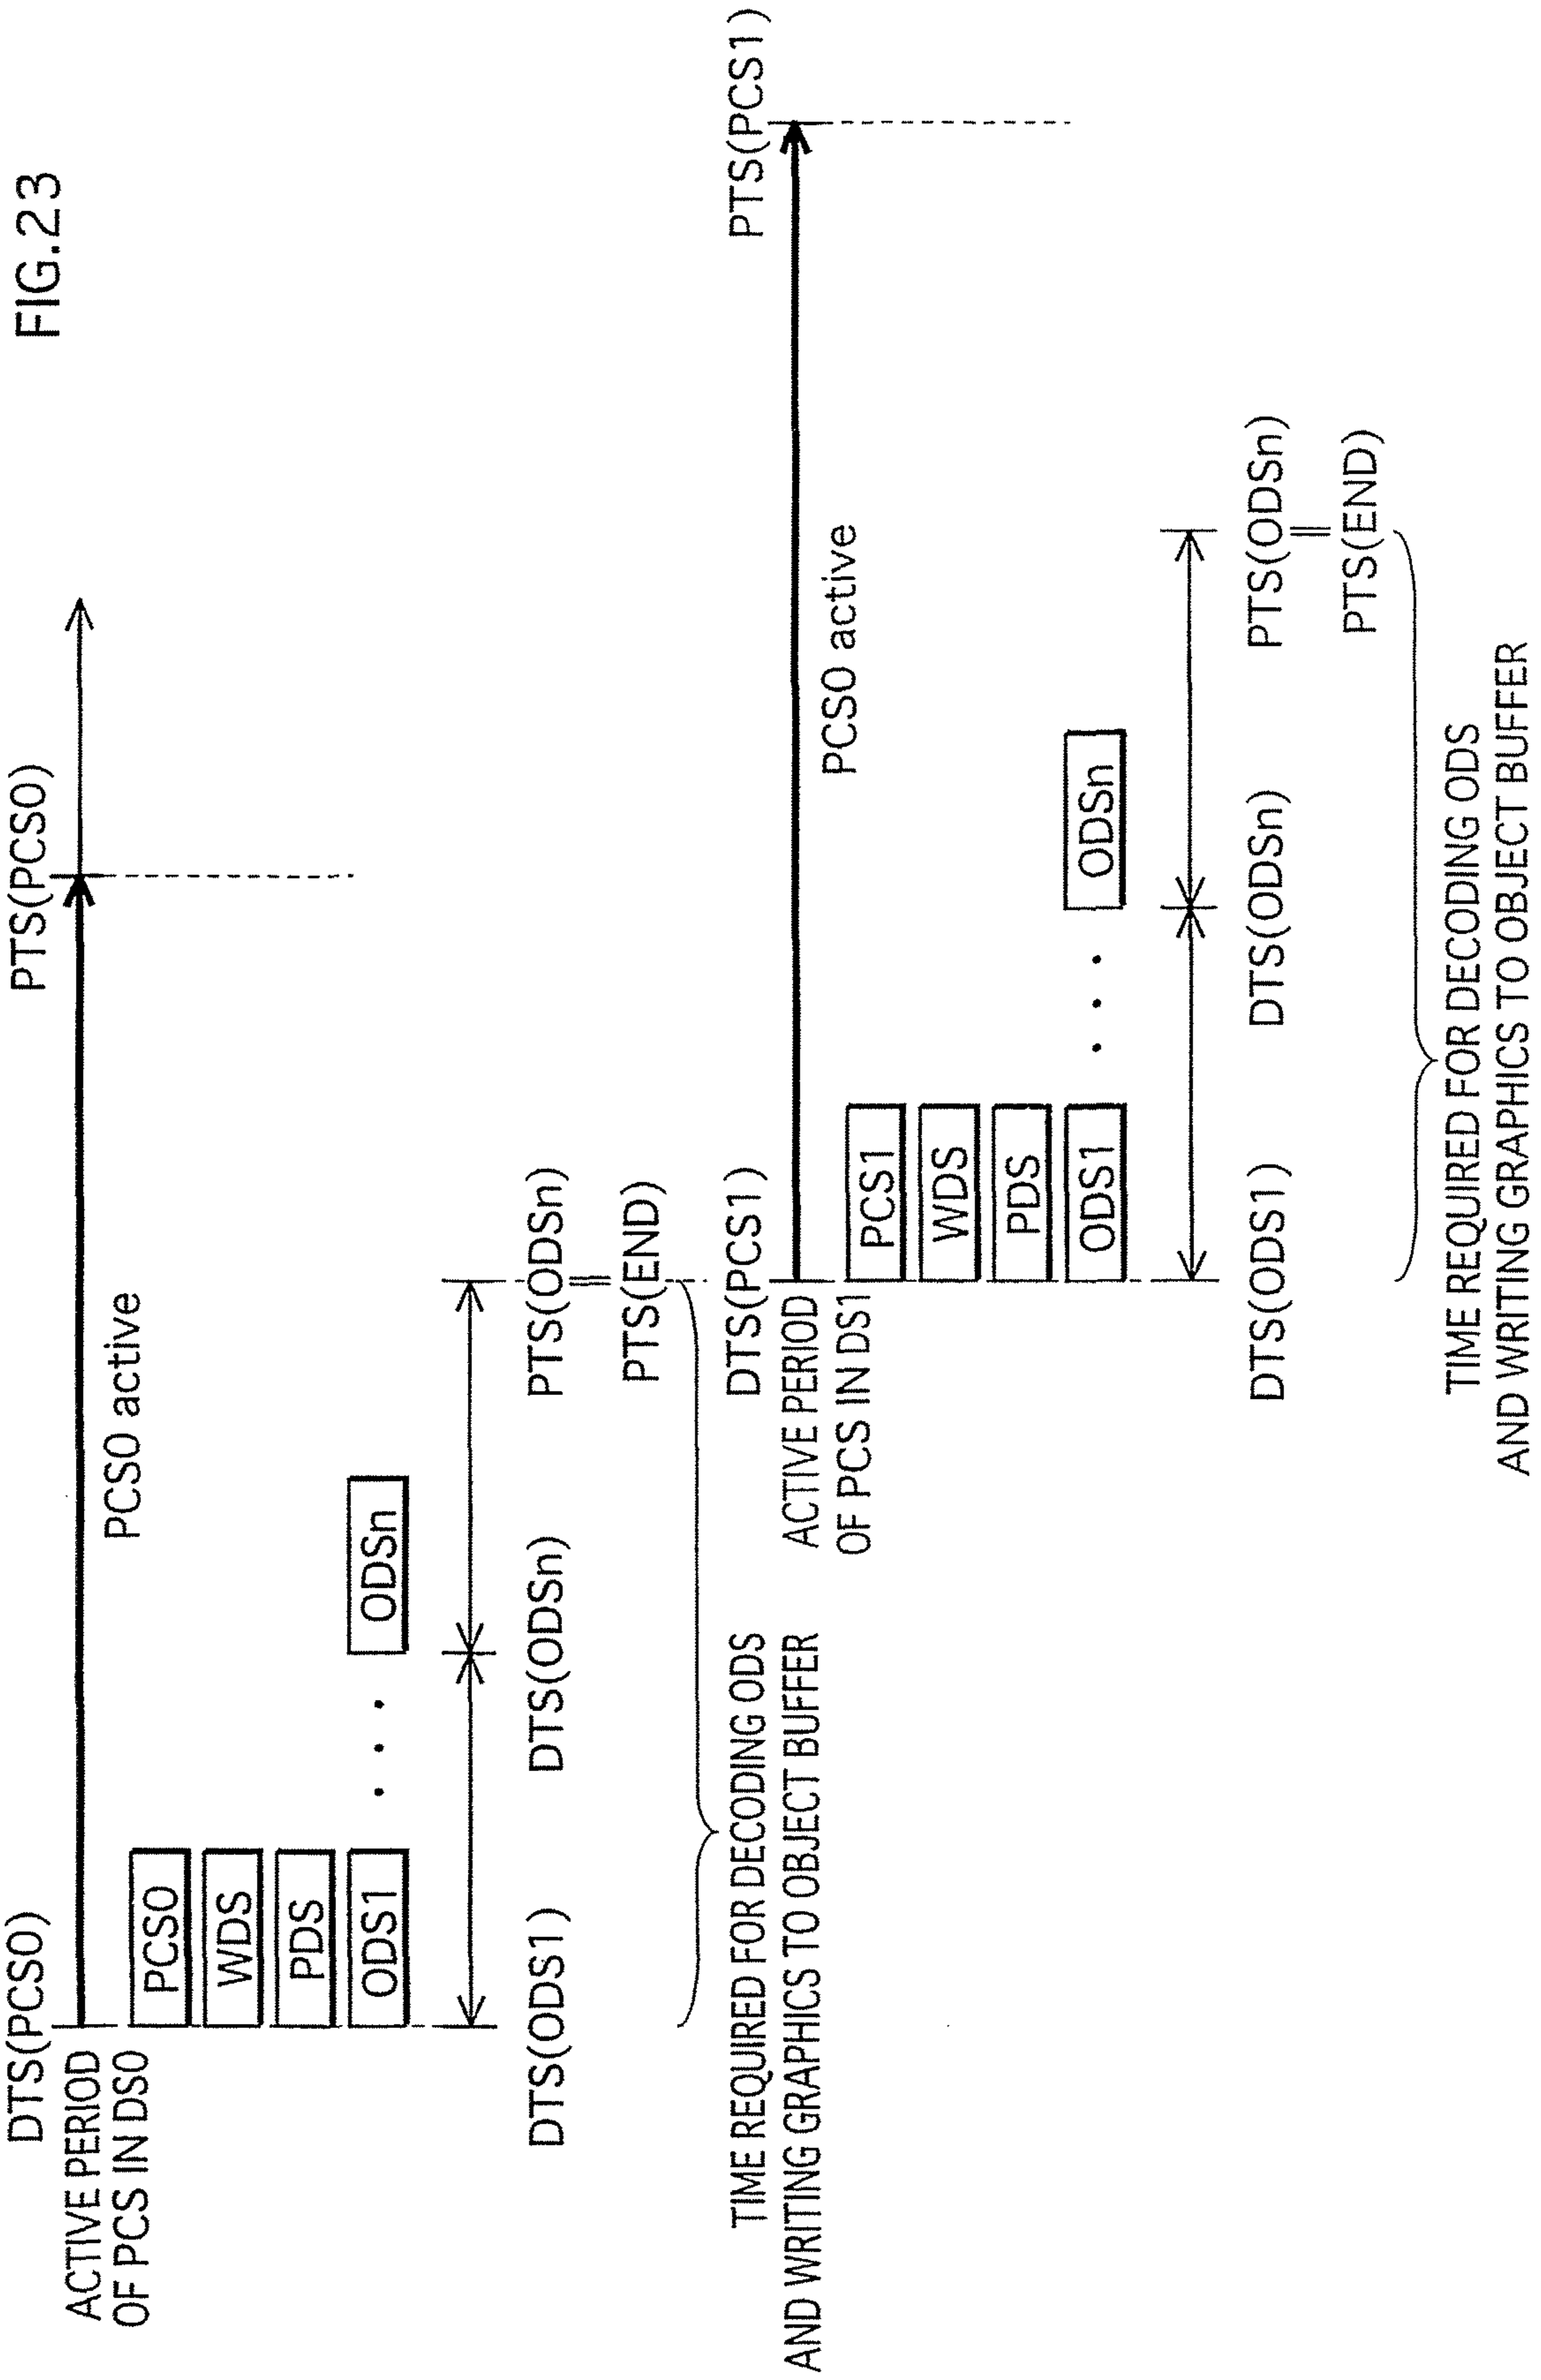 FIG.23
DTS(PCS0)
PTS(PCS0)
ACTIVE PERIOD
OF PCS IN DS0
PCS0 active
PCS0
WDS
PDS
ODS1 . . . ODSn
DTS(ODS1)
DTS(ODSn)
PTS(ODSn)
=
PTS(END)
TIME REQUIRED FOR DECODING ODS
AND WRITING GRAPHICS TO OBJECT BUFFER
DTS(PCS1)
PTS(PCS1)
ACTIVE PERIOD
OF PCS IN DS1
PCS0 active
PCS1
WDS
PDS
ODS1 . . . ODSn
DTS(ODS1)
DTS(ODSn)
PTS(ODSn)
=
PTS(END)
TIME REQUIRED FOR DECODING ODS
AND WRITING GRAPHICS TO OBJECT BUFFER